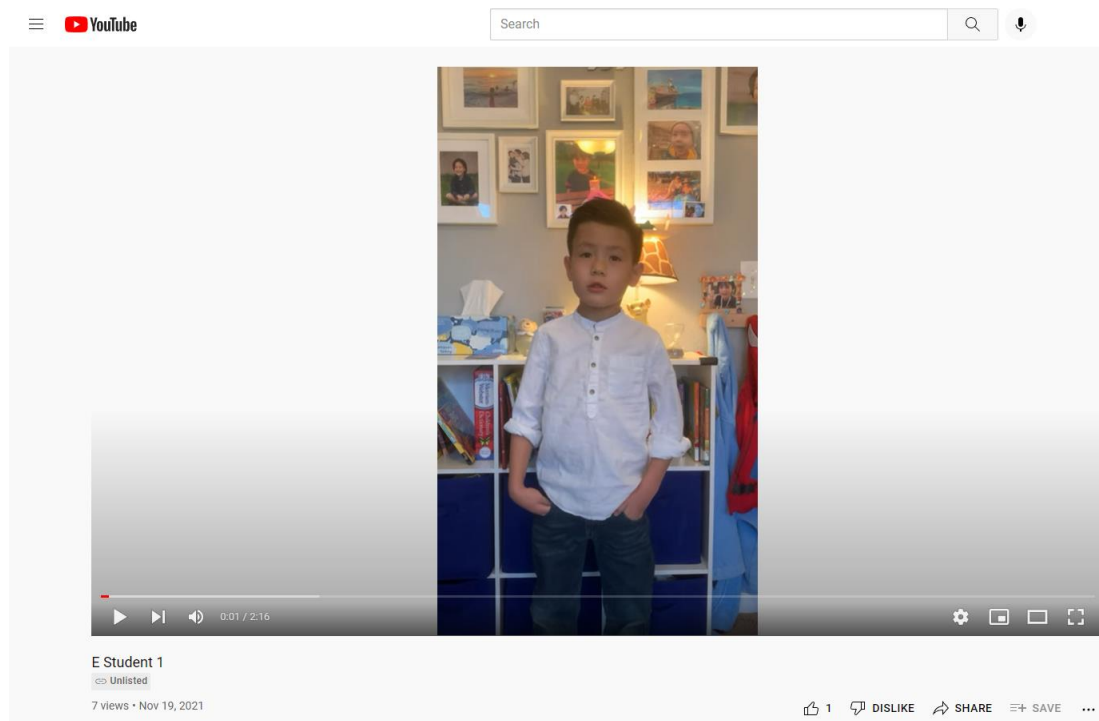 YouTube
Search
0:01 / 2:16
E Student 1
Unlisted
7 views • Nov 19, 2021
1 DISLIKE SHARE SAVE